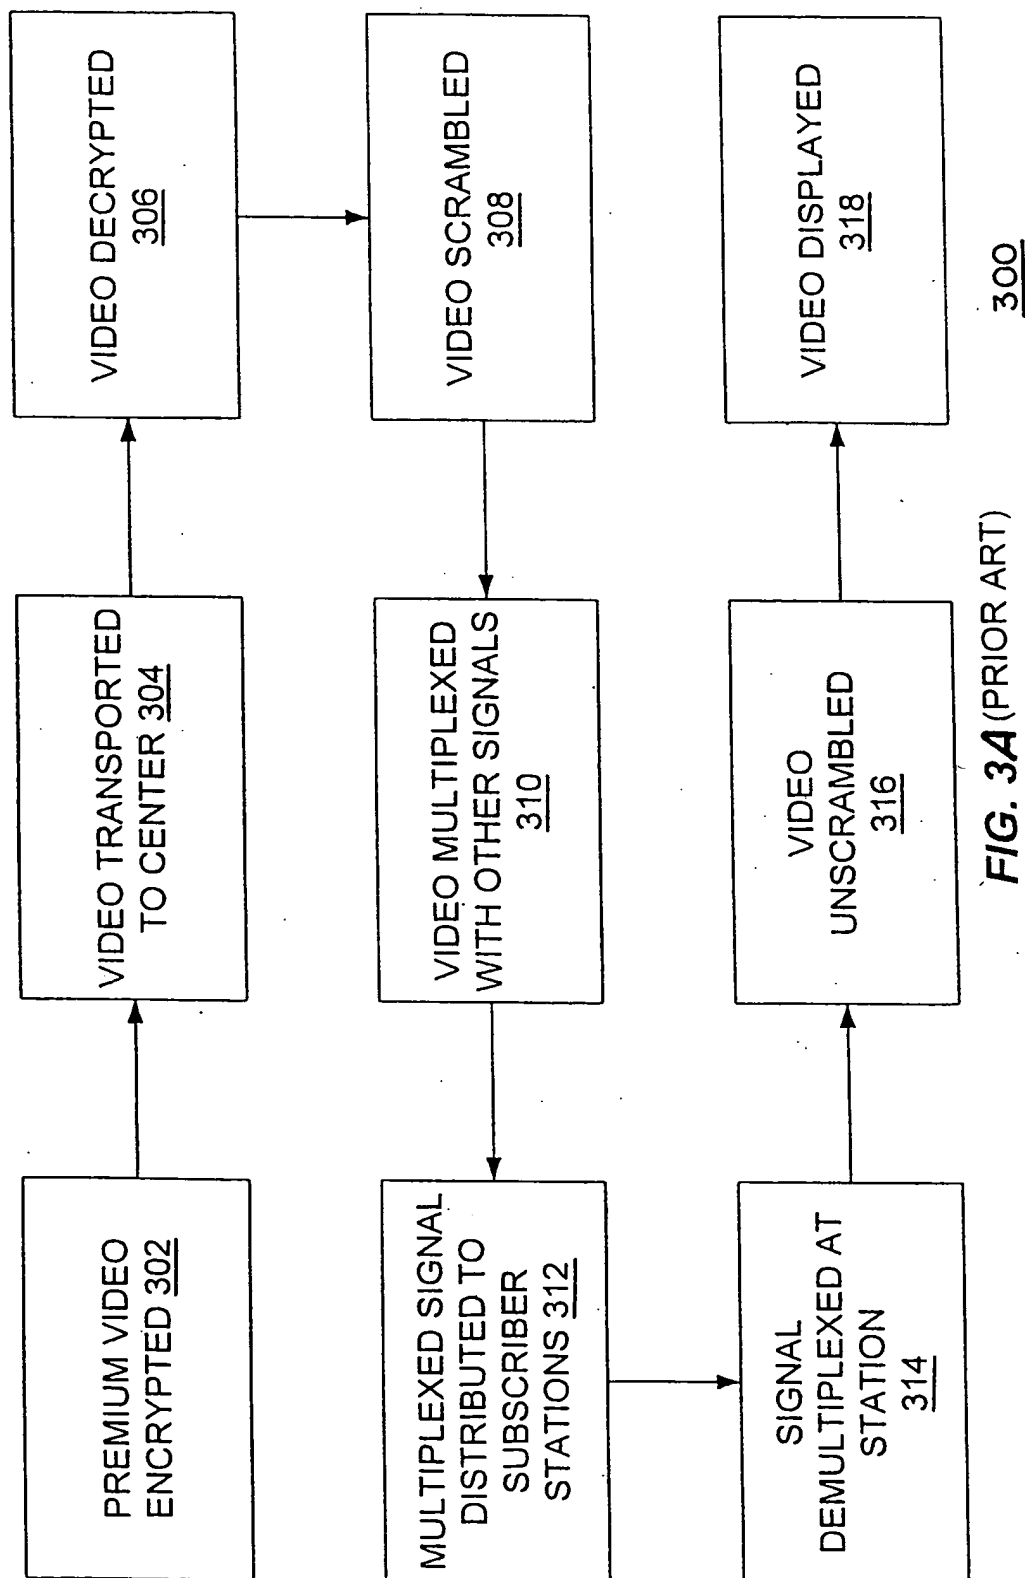 PREMIUM VIDEO
ENCRYPTED 302
VIDEO TRANSPORTED
TO CENTER 304
VIDEO DECRYPTED
306
VIDEO SCRAMBLED
308
VIDEO MULTIPLEXED
WITH OTHER SIGNALS
310
MULTIPLEXED SIGNAL
DISTRIBUTED TO
SUBSCRIBER
STATIONS 312
SIGNAL
DEMULTIPLEXED AT
STATION
314
VIDEO
UNSCRAMBLED
316
VIDEO DISPLAYED
318
300
FIG. 3A (PRIOR ART)